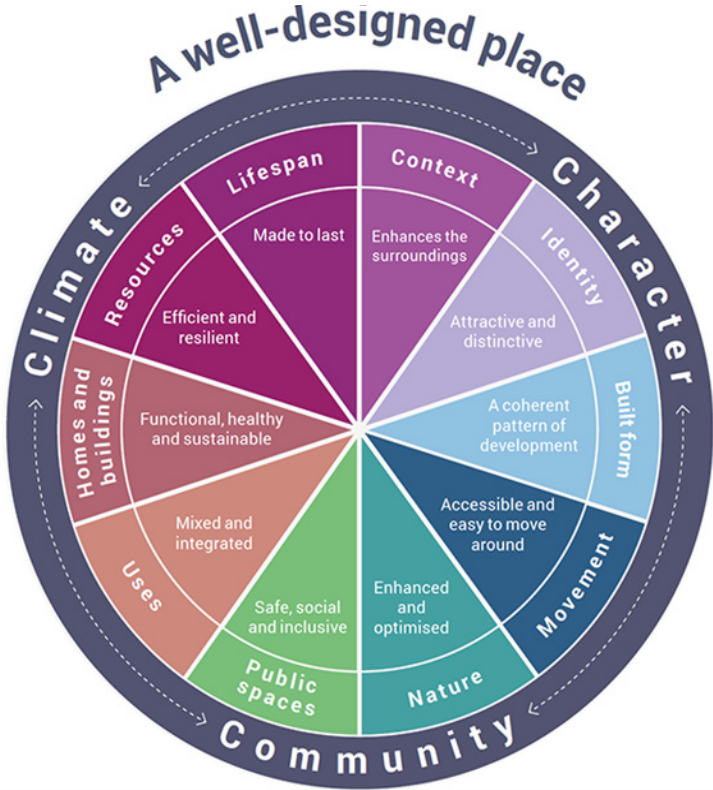 A well-designed place
Climate
Character
Community
Context
Enhances the
surroundings
Identity
Attractive and
distinctive
Built form
A coherent
pattern of
development
Movement
Accessible and
easy to move
around
Nature
Enhanced
and
optimised
Public
spaces
Safe, social
and inclusive
Uses
Mixed and
integrated
Homes and
buildings
Functional, healthy
and sustainable
Resources
Efficient and
resilient
Lifespan
Made to last